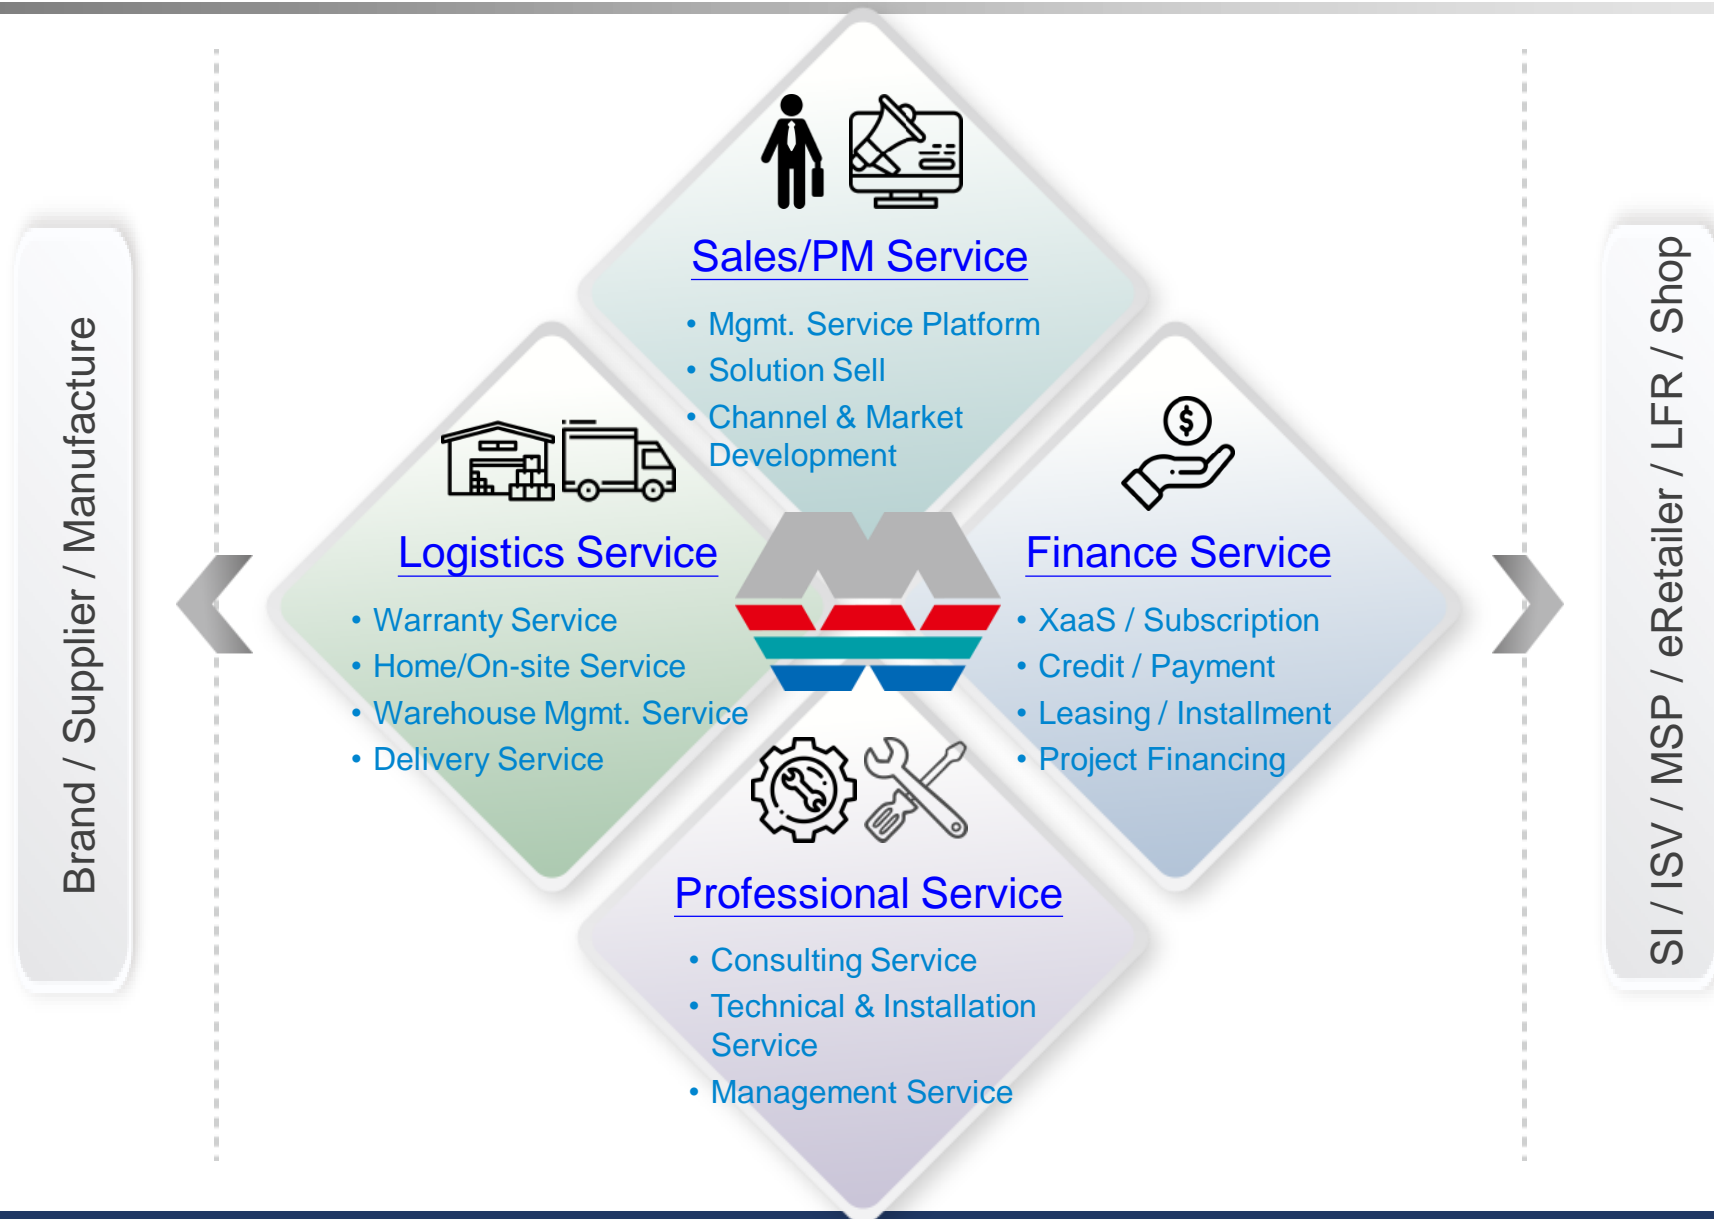 Brand / Supplier / Manufacture
Sales/PM Service
• Mgmt. Service Platform
• Solution Sell
• Channel & Market
Development
Logistics Service
• Warranty Service
• Home/On-site Service
• Warehouse Mgmt. Service
• Delivery Service
$
Finance Service
• XaaS / Subscription
• Credit / Payment
• Leasing / Installment
• Project Financing
Professional Service
• Consulting Service
• Technical & Installation
Service
• Management Service
SI / ISV / MSP / eRetailer / LFR / Shop